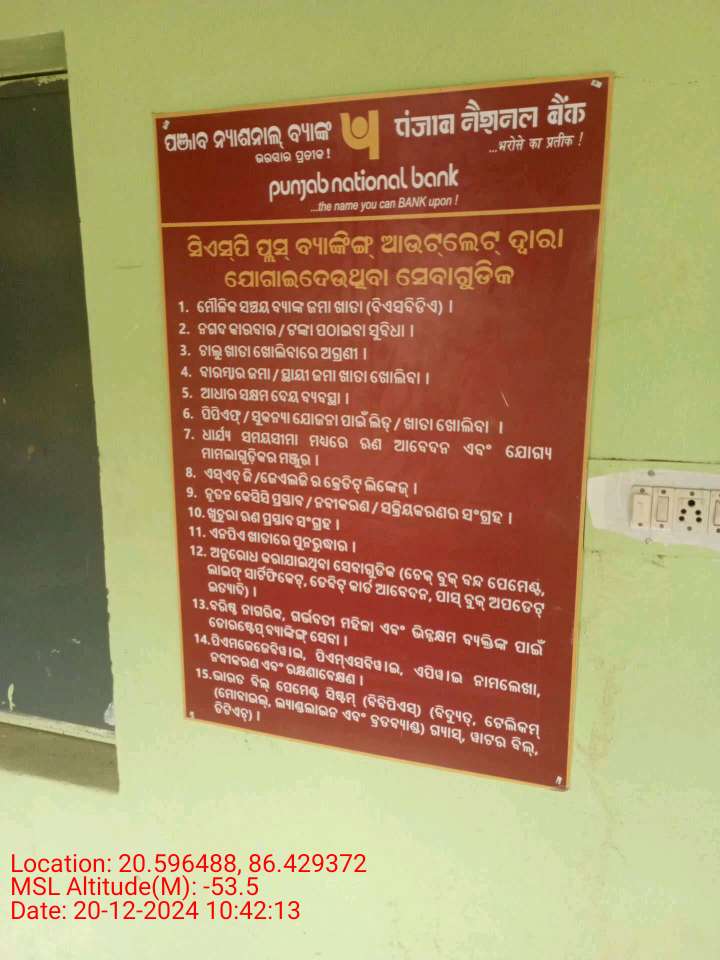 ପଞ୍ଜାବ ନ୍ୟାଶନାଲ୍ ବ୍ୟାଙ୍କ
ଭରସାର ପ୍ରତୀକ !
ਪंजाब नैशनल बैंक
...भरोसे का प्रतीक !
punjab national bank
...the name you can BANK upon !
ସିଏସ୍‌ପି ପ୍ଲସ୍ ବ୍ୟାଙ୍କିଙ୍ଗ୍ ଆଉଟ୍‌ଲେଟ୍ ଦ୍ୱାରା
ଯୋଗାଇଦେଉଥିବା ସେବାଗୁଡିକ
1. ମୌଳିକ ସଞ୍ଚୟ ବ୍ୟାଙ୍କ ଜମା ଖାତା (ବିଏସବିଡିଏ) ।
2. ନଗଦ କାରବାର / ଟଙ୍କା ପଠାଇବା ସୁବିଧା ।
3. ଚାଲୁ ଖାତା ଖୋଲିବାରେ ଅଗ୍ରଣୀ ।
4. ବାରମ୍ବାର ଜମା / ସ୍ଥାୟୀ ଜମା ଖାତା ଖୋଲିବା ।
5. ଆଧାର ସକ୍ଷମ ଦେୟ ବ୍ୟବସ୍ଥା ।
6. ପିପିଏଫ୍ / ସୁକନ୍ୟା ଯୋଜନା ପାଇଁ ଲିଡ୍ / ଖାତା ଖୋଲିବା ।
7. ଧାର୍ଯ୍ୟ ସମୟସୀମା ମଧ୍ୟରେ ଋଣ ଆବେଦନ ଏବଂ ଯୋଗ୍ୟ
ମାମଲାଗୁଡ଼ିକର ମଞ୍ଜୁର ।
8. ଏସ୍ଏଚ୍ ଜି /ଜେଏଲଜି ର କ୍ରେଡିଟ୍ ଲିଙ୍କେଜ୍ ।
9. ନୂତନ କେସିସି ପ୍ରସ୍ତାବ / ନବୀକରଣ / ସକ୍ରିୟକରଣର ସଂଗ୍ରହ ।
10. ଖୁଚୁରା ଋଣ ପ୍ରସ୍ତାବ ସଂଗ୍ରହ ।
11. ଏନପିଏ ଖାତାରେ ପୁନରୁଦ୍ଧାର ।
12. ଅନୁରୋଧ କରାଯାଇଥିବା ସେବାଗୁଡିକ (ଚେକ୍ ବୁକ୍ ବନ୍ଦ ପେମେଣ୍ଟ୍,
ଲାଇଫ୍ ସାର୍ଟିଫିକେଟ୍, ଡେବିଟ୍ କାର୍ଡ ଆବେଦନ, ପାସ୍ ବୁକ୍ ଅପଡେଟ୍
ଇତ୍ୟାଦି) ।
13. ବରିଷ୍ଠ ନାଗରିକ, ଗର୍ଭବତୀ ମହିଳା ଏବଂ ଭିନ୍ନକ୍ଷମ ବ୍ୟକ୍ତିଙ୍କ ପାଇଁ
ଡୋରଷ୍ଟେପ୍ ବ୍ୟାଙ୍କିଙ୍ଗ୍ ସେବା ।
14. ପିଏମଜେଜେବିୱାଇ, ପିଏମ୍‌ଏସବିୱାଇ, ଏପିୱାଇ ନାମଲେଖା,
ନବୀକରଣ ଏବଂ ରକ୍ଷଣାବେକ୍ଷଣ ।
15. ଭାରତ ବିଲ୍ ପେମେଣ୍ଟ ସିଷ୍ଟମ୍ (ବିବିପିଏସ୍) (ବିଦ୍ୟୁତ୍, ଟେଲିକମ୍
(ମୋବାଇଲ୍, ଲ୍ୟାଣ୍ଡଲାଇନ ଏବଂ ବ୍ରଡବ୍ୟାଣ୍ଡ) ଗ୍ୟାସ୍, ୱାଟର ବିଲ୍,
ଡିଟିଏଚ୍) ।
Location: 20.596488, 86.429372
MSL Altitude(M): -53.5
Date: 20-12-2024 10:42:13